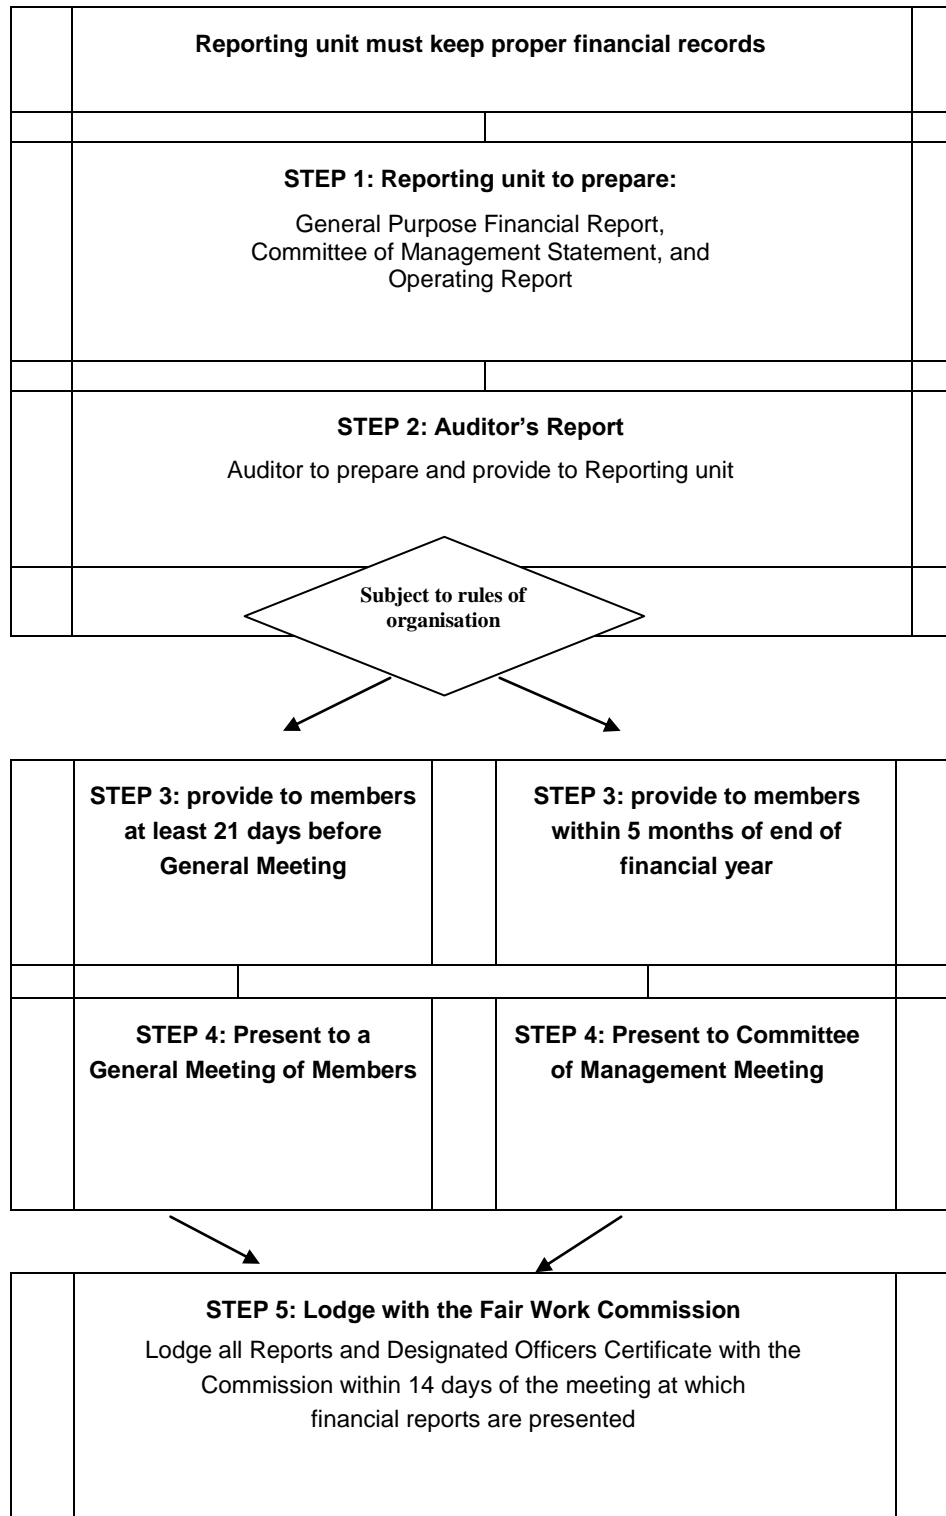 Reporting unit must keep proper financial records
STEP 1: Reporting unit to prepare:
General Purpose Financial Report,
Committee of Management Statement, and
Operating Report
STEP 2: Auditor’s Report
Auditor to prepare and provide to Reporting unit
Subject to rules of
organisation
STEP 3: provide to members
at least 21 days before
General Meeting
STEP 3: provide to members
within 5 months of end of
financial year
STEP 4: Present to a
General Meeting of Members
STEP 4: Present to Committee
of Management Meeting
STEP 5: Lodge with the Fair Work Commission
Lodge all Reports and Designated Officers Certificate with the
Commission within 14 days of the meeting at which
financial reports are presented